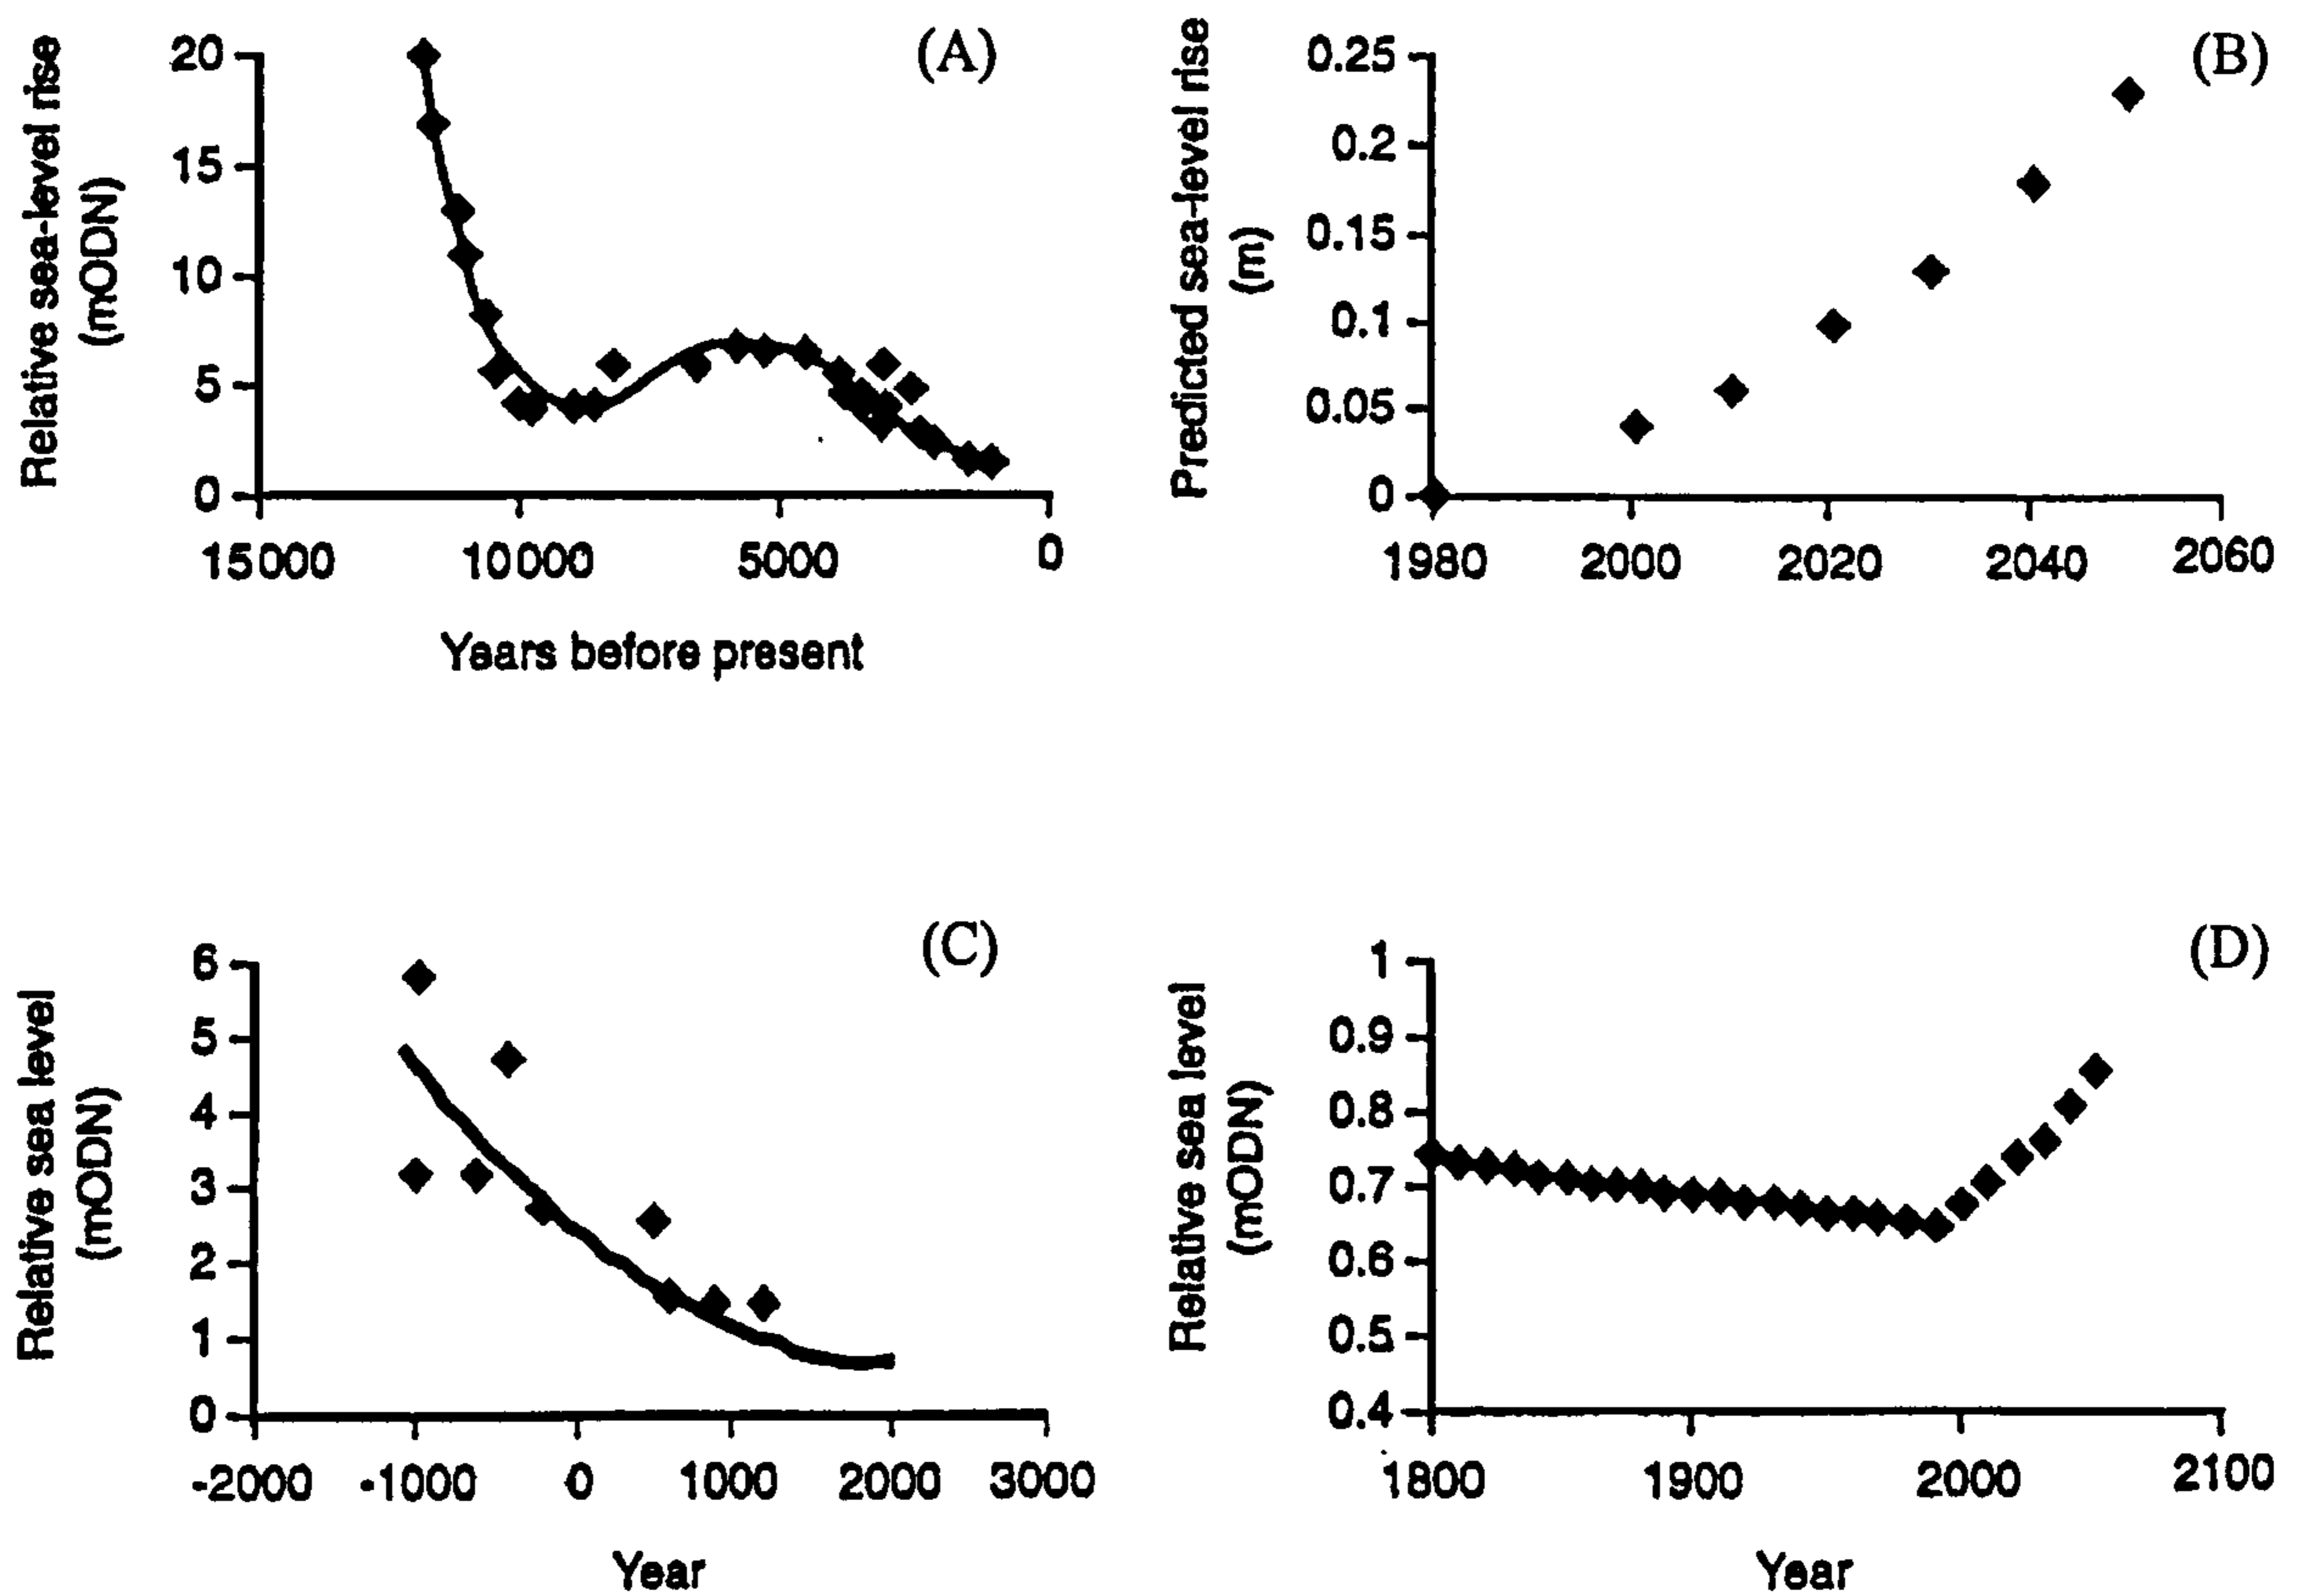 Relative sea-level rise
(mODN)
20
15
10
5
0
15000 10000 5000 0
Years before present
(A)
Predicted sea-level rise
(m)
0.25
0.2
0.15
0.1
0.05
0
1980 2000 2020 2040 2060
(B)
Relative sea level
(mODN)
6
5
4
3
2
1
0
-2000 -1000 0 1000 2000 3000
Year
(C)
Relative sea level
(mODN)
1
0.9
0.8
0.7
0.6
0.5
0.4
1800 1900 2000 2100
Year
(D)